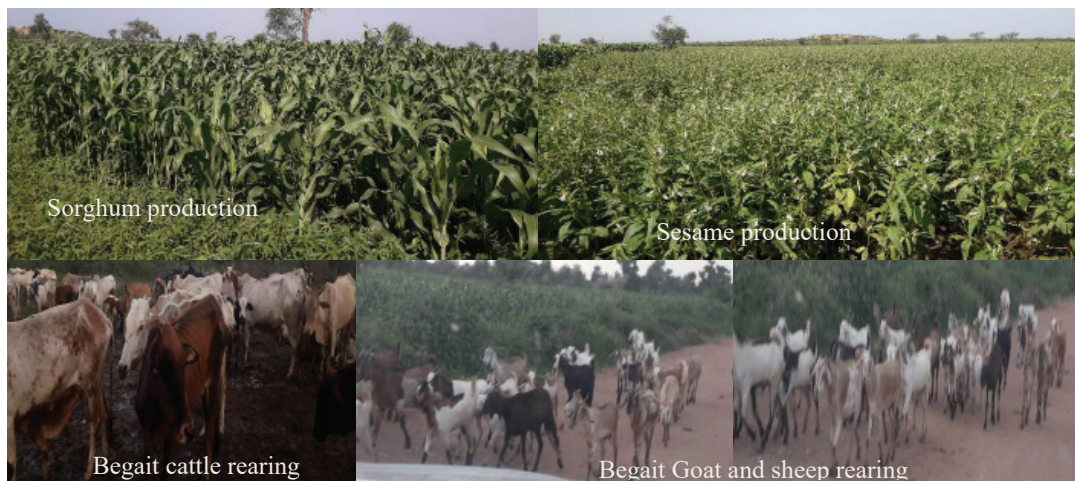 Sorghum production
Sesame production
Begait cattle rearing
Begait Goat and sheep rearing